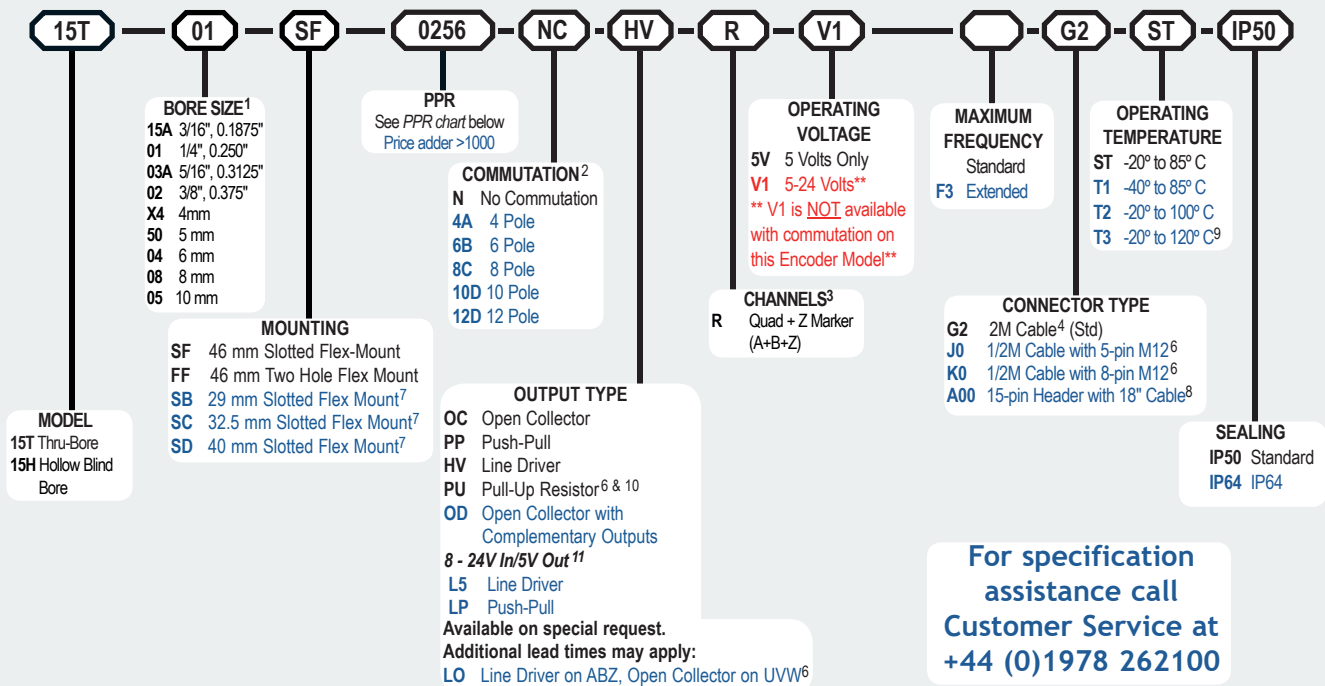 15T 01 SF 0256 NC HV R V1 G2 ST IP50
BORE SIZE1
15A 3/16", 0.1875"
01 1/4", 0.250"
03A 5/16", 0.3125"
02 3/8", 0.375"
X4 4mm
50 5 mm
04 6 mm
08 8 mm
05 10 mm
PPR
See PPR chart below
Price adder >1000
OPERATING
VOLTAGE
5V 5 Volts Only
V1 5-24 Volts**
** V1 is NOT available
with commutation on
this Encoder Model**
MAXIMUM
FREQUENCY
Standard
F3 Extended
OPERATING
TEMPERATURE
ST -20º to 85º C
T1 -40º to 85º C
T2 -20º to 100º C
T3 -20º to 120º C9
COMMUTATION2
N No Commutation
4A 4 Pole
6B 6 Pole
8C 8 Pole
10D 10 Pole
12D 12 Pole
CHANNELS3
R Quad + Z Marker
(A+B+Z)
CONNECTOR TYPE
G2 2M Cable4 (Std)
J0 1/2M Cable with 5-pin M126
K0 1/2M Cable with 8-pin M126
A00 15-pin Header with 18" Cable8
MOUNTING
SF 46 mm Slotted Flex-Mount
FF 46 mm Two Hole Flex Mount
SB 29 mm Slotted Flex Mount7
SC 32.5 mm Slotted Flex Mount7
SD 40 mm Slotted Flex Mount7
MODEL
15T Thru-Bore
15H Hollow Blind
Bore
OUTPUT TYPE
OC Open Collector
PP Push-Pull
HV Line Driver
PU Pull-Up Resistor6 & 10
OD Open Collector with
Complementary Outputs
8 - 24V In/5V Out 11
L5 Line Driver
LP Push-Pull
Available on special request.
Additional lead times may apply:
LO Line Driver on ABZ, Open Collector on UVW6
SEALING
IP50 Standard
IP64 IP64
For specification
assistance call
Customer Service at
+44 (0)1978 262100